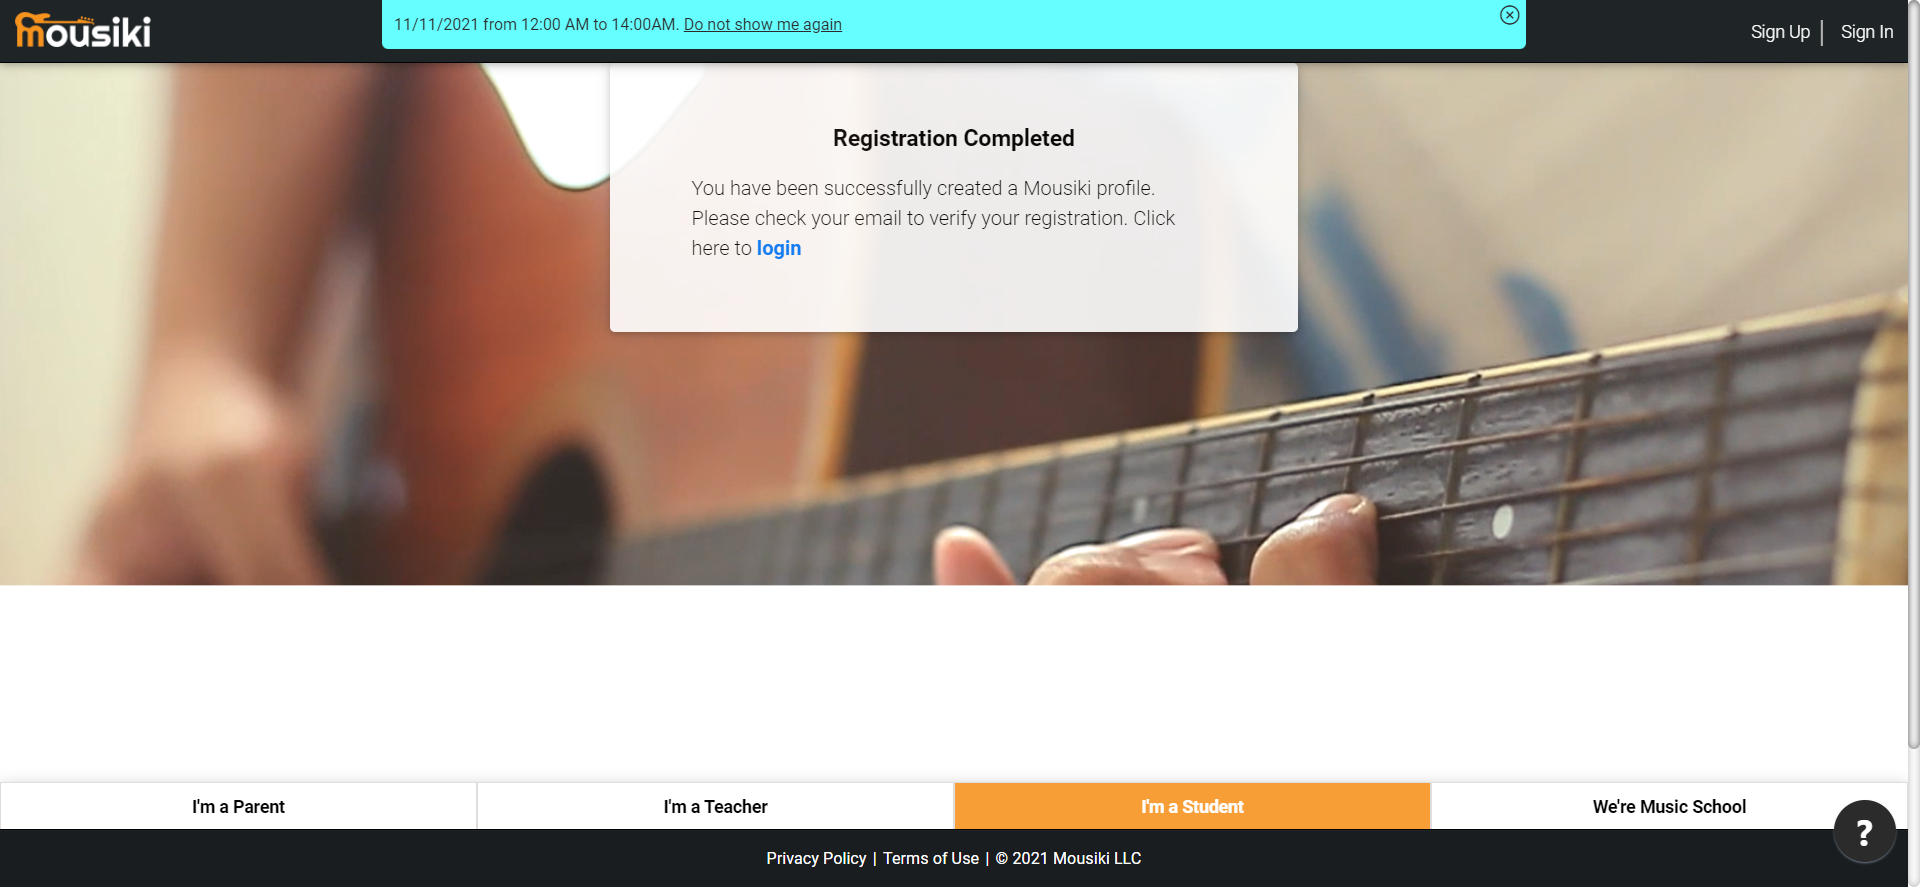 mousiki
11/11/2021 from 12:00 AM to 14:00AM. Do not show me again
Sign Up | Sign In
Registration Completed
You have been successfully created a Mousiki profile.
Please check your email to verify your registration. Click
here to login
I'm a Parent
I'm a Teacher
I'm a Student
We're Music School
?
Privacy Policy | Terms of Use | © 2021 Mousiki LLC